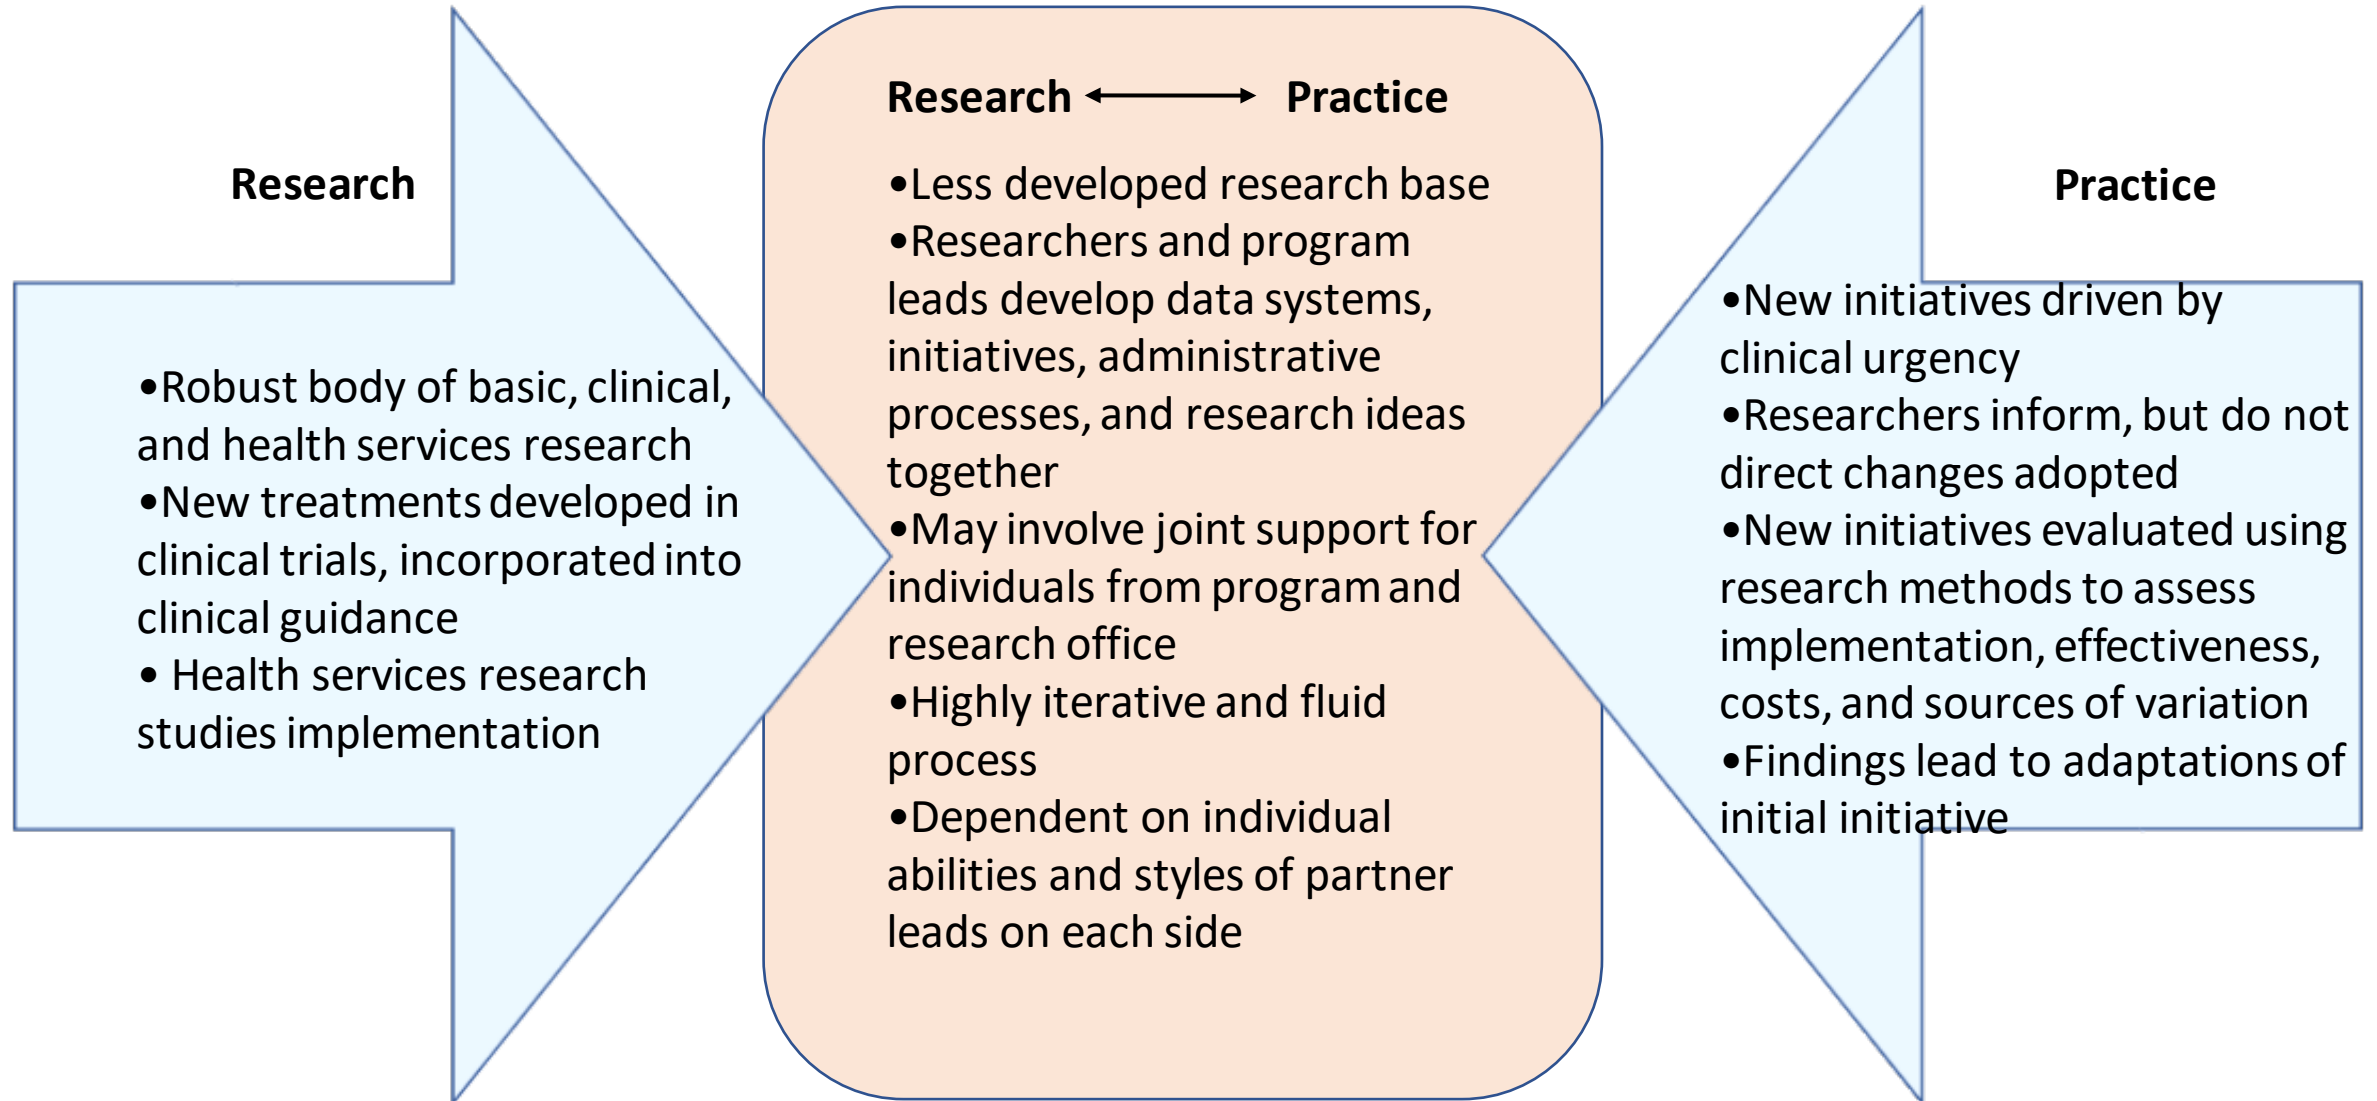 Research
•Robust body of basic, clinical,
and health services research
•New treatments developed in
clinical trials, incorporated into
clinical guidance
• Health services research
studies implementation
Research Practice
•Less developed research base
•Researchers and program
leads develop data systems,
initiatives, administrative
processes, and research ideas
together
•May involve joint support for
individuals from program and
research office
•Highly iterative and fluid
process
•Dependent on individual
abilities and styles of partner
leads on each side
Practice
•New initiatives driven by
clinical urgency
•Researchers inform, but do not
direct changes adopted
•New initiatives evaluated using
research methods to assess
implementation, effectiveness,
costs, and sources of variation
•Findings lead to adaptations of
initial initiative